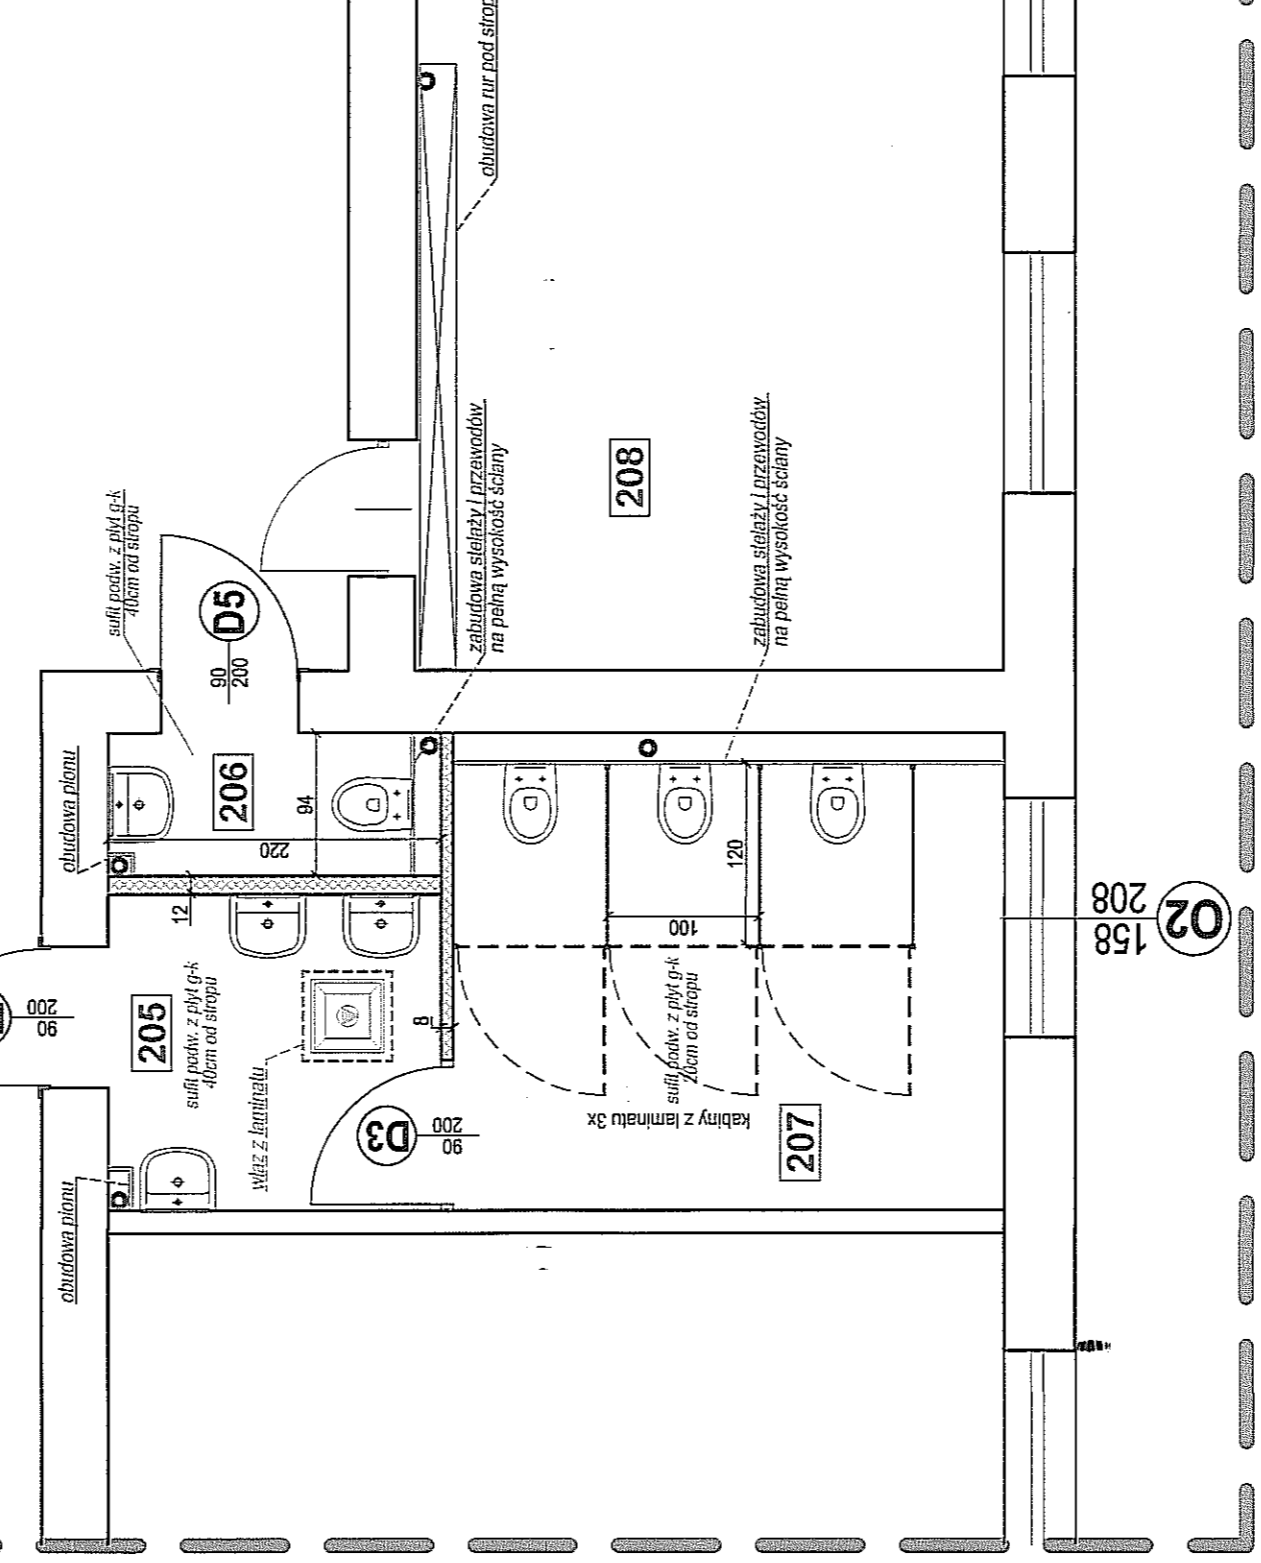 obudowa rur pod strop
zabudowa stelaży i przewodów
na pełną wysokość ściany
208
zabudowa stelaży i przewodów
na pełną wysokość ściany
sufit podw. z płyt g-k
40cm od stropu
D5
90
200
obudowa pionu
206
94
220
12
120
100
8
205
sufit podw. z płyt g-k
40cm od stropu
90
200
właz z laminatu
D3
90
200
sufit podw. z płyt g-k
20cm od stropu
kabiny z laminatu 3x
207
obudowa pionu
158
208
O2